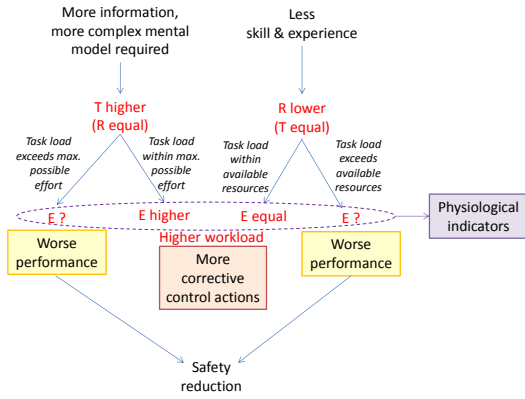 More information,
more complex mental
model required
Less
skill & experience
T higher
(R equal)
R lower
(T equal)
Task load
exceeds max.
possible
effort
Task load
within max.
possible
effort
Task load
within
available
resources
Task load
exceeds
available
resources
E ?
E higher
E equal
E ?
Physiological
indicators
Higher workload
Worse
performance
More
corrective
control actions
Worse
performance
Safety
reduction